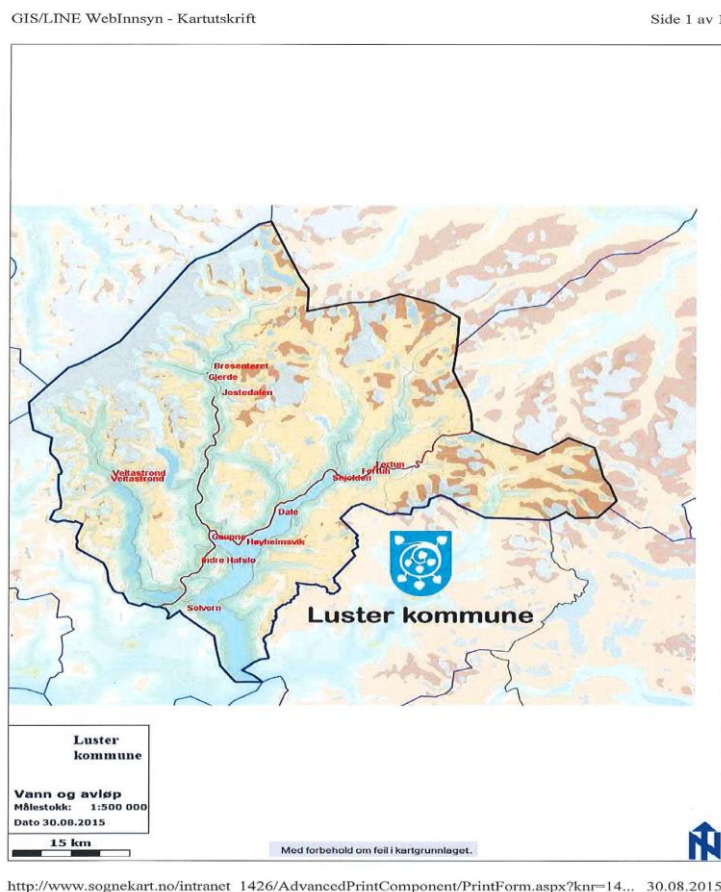 GIS/LINE WebInnsyn - Kartutskrift
Side 1 av 1
Brøsentøret
Gjerde
Jostedalen
Veitastrond
Veitastrond
Fortun
Fortun
Skjolden
Dale
Gaupne
Høyheimsvik
Indre Hafslo
Solvorn
Luster kommune
Luster
kommune
Vann og avløp
Målestokk: 1:500 000
Dato 30.08.2015
15 km
Med forbehold om feil i kartgrunnlaget.
N
http://www.sognekart.no/intranet_1426/AdvancedPrintComponent/PrintForm.aspx?knr=14... 30.08.2015